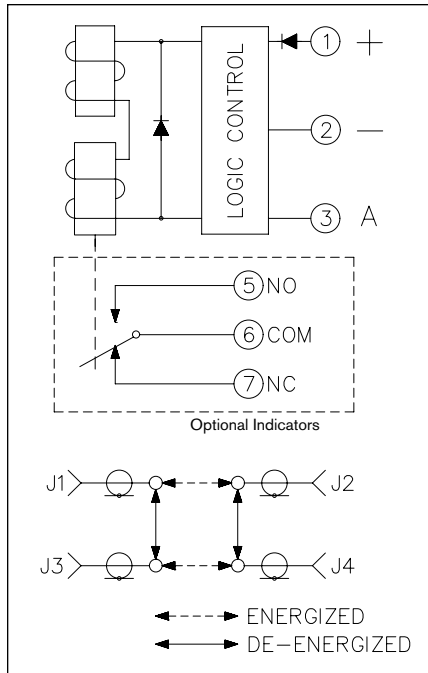 1 +
LOGIC CONTROL
2 –
3 A
5 NO
6 COM
7 NC
Optional Indicators
J1 J2
J3 J4
ENERGIZED
DE-ENERGIZED